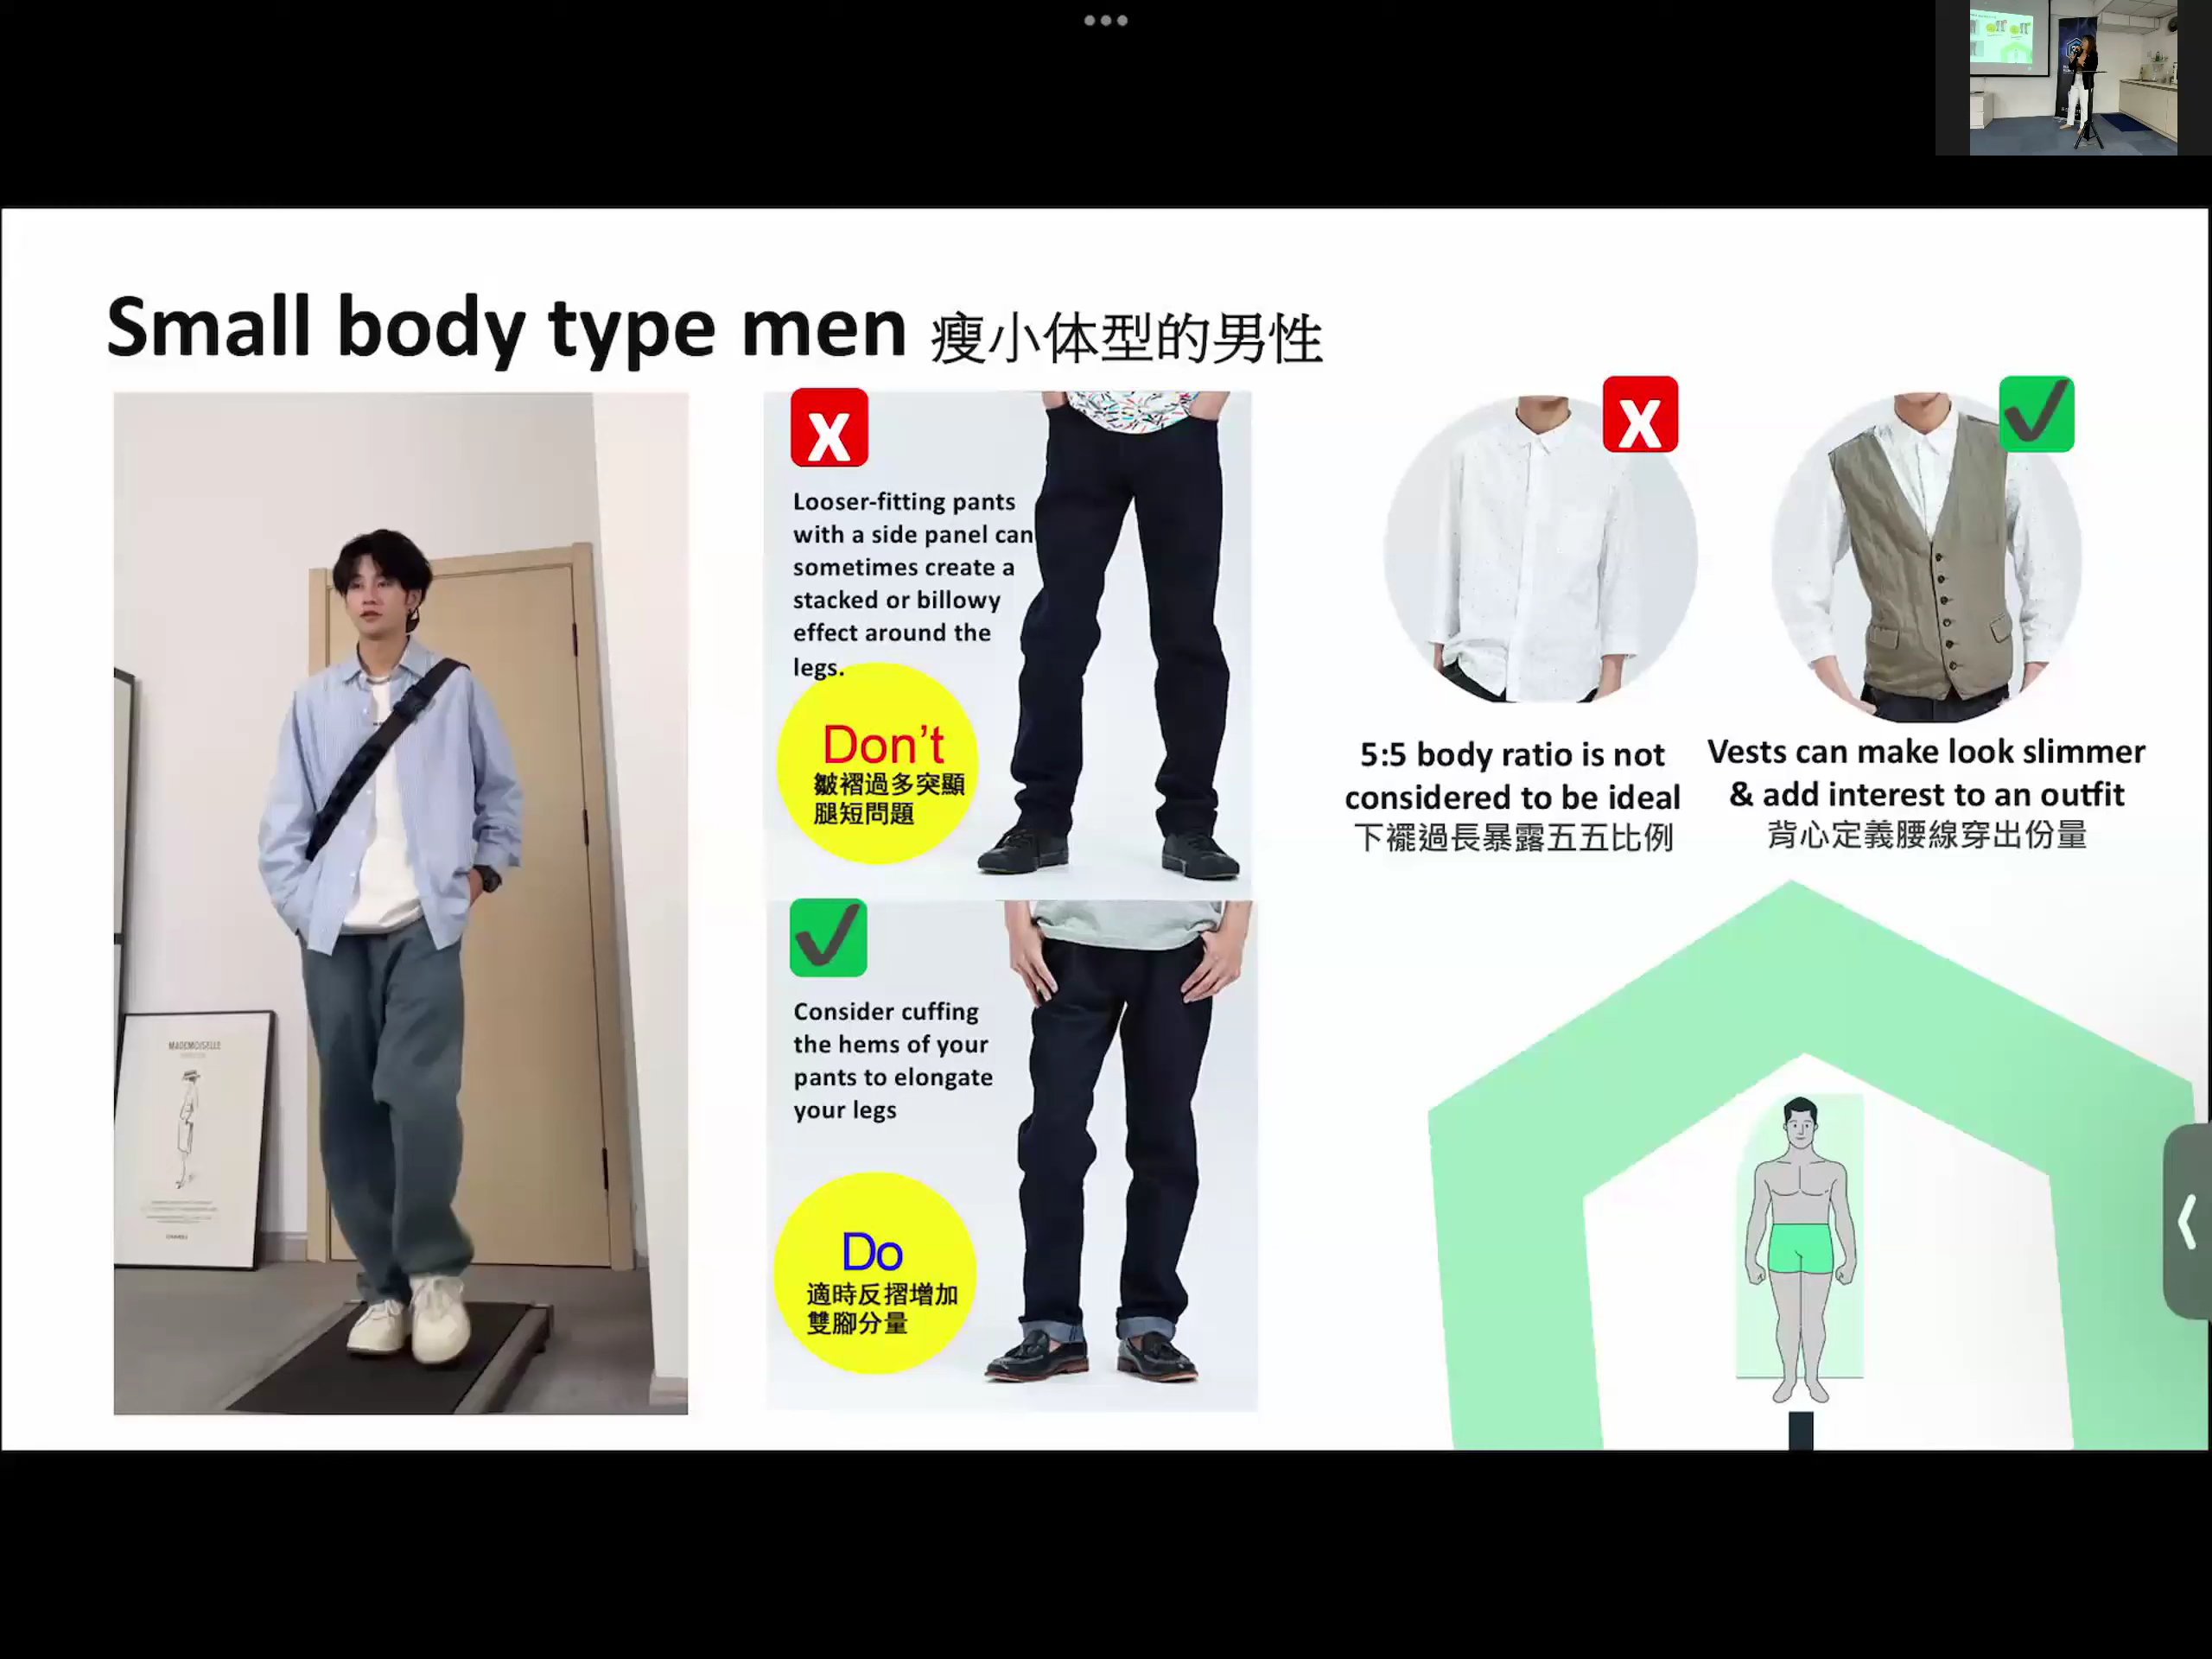 Small body type men 瘦小体型的男性
X
Looser-fitting pants
with a side panel can
sometimes create a
stacked or billowy
effect around the
legs.
Don't
皺褶過多突顯
腿短問題
Consider cuffing
the hems of your
pants to elongate
your legs
Do
適時反摺增加
雙腳分量
X
5:5 body ratio is not
considered to be ideal
下襬過長暴露五五比例
Vests can make look slimmer
& add interest to an outfit
背心定義腰線穿出份量
MADEMOISELLE